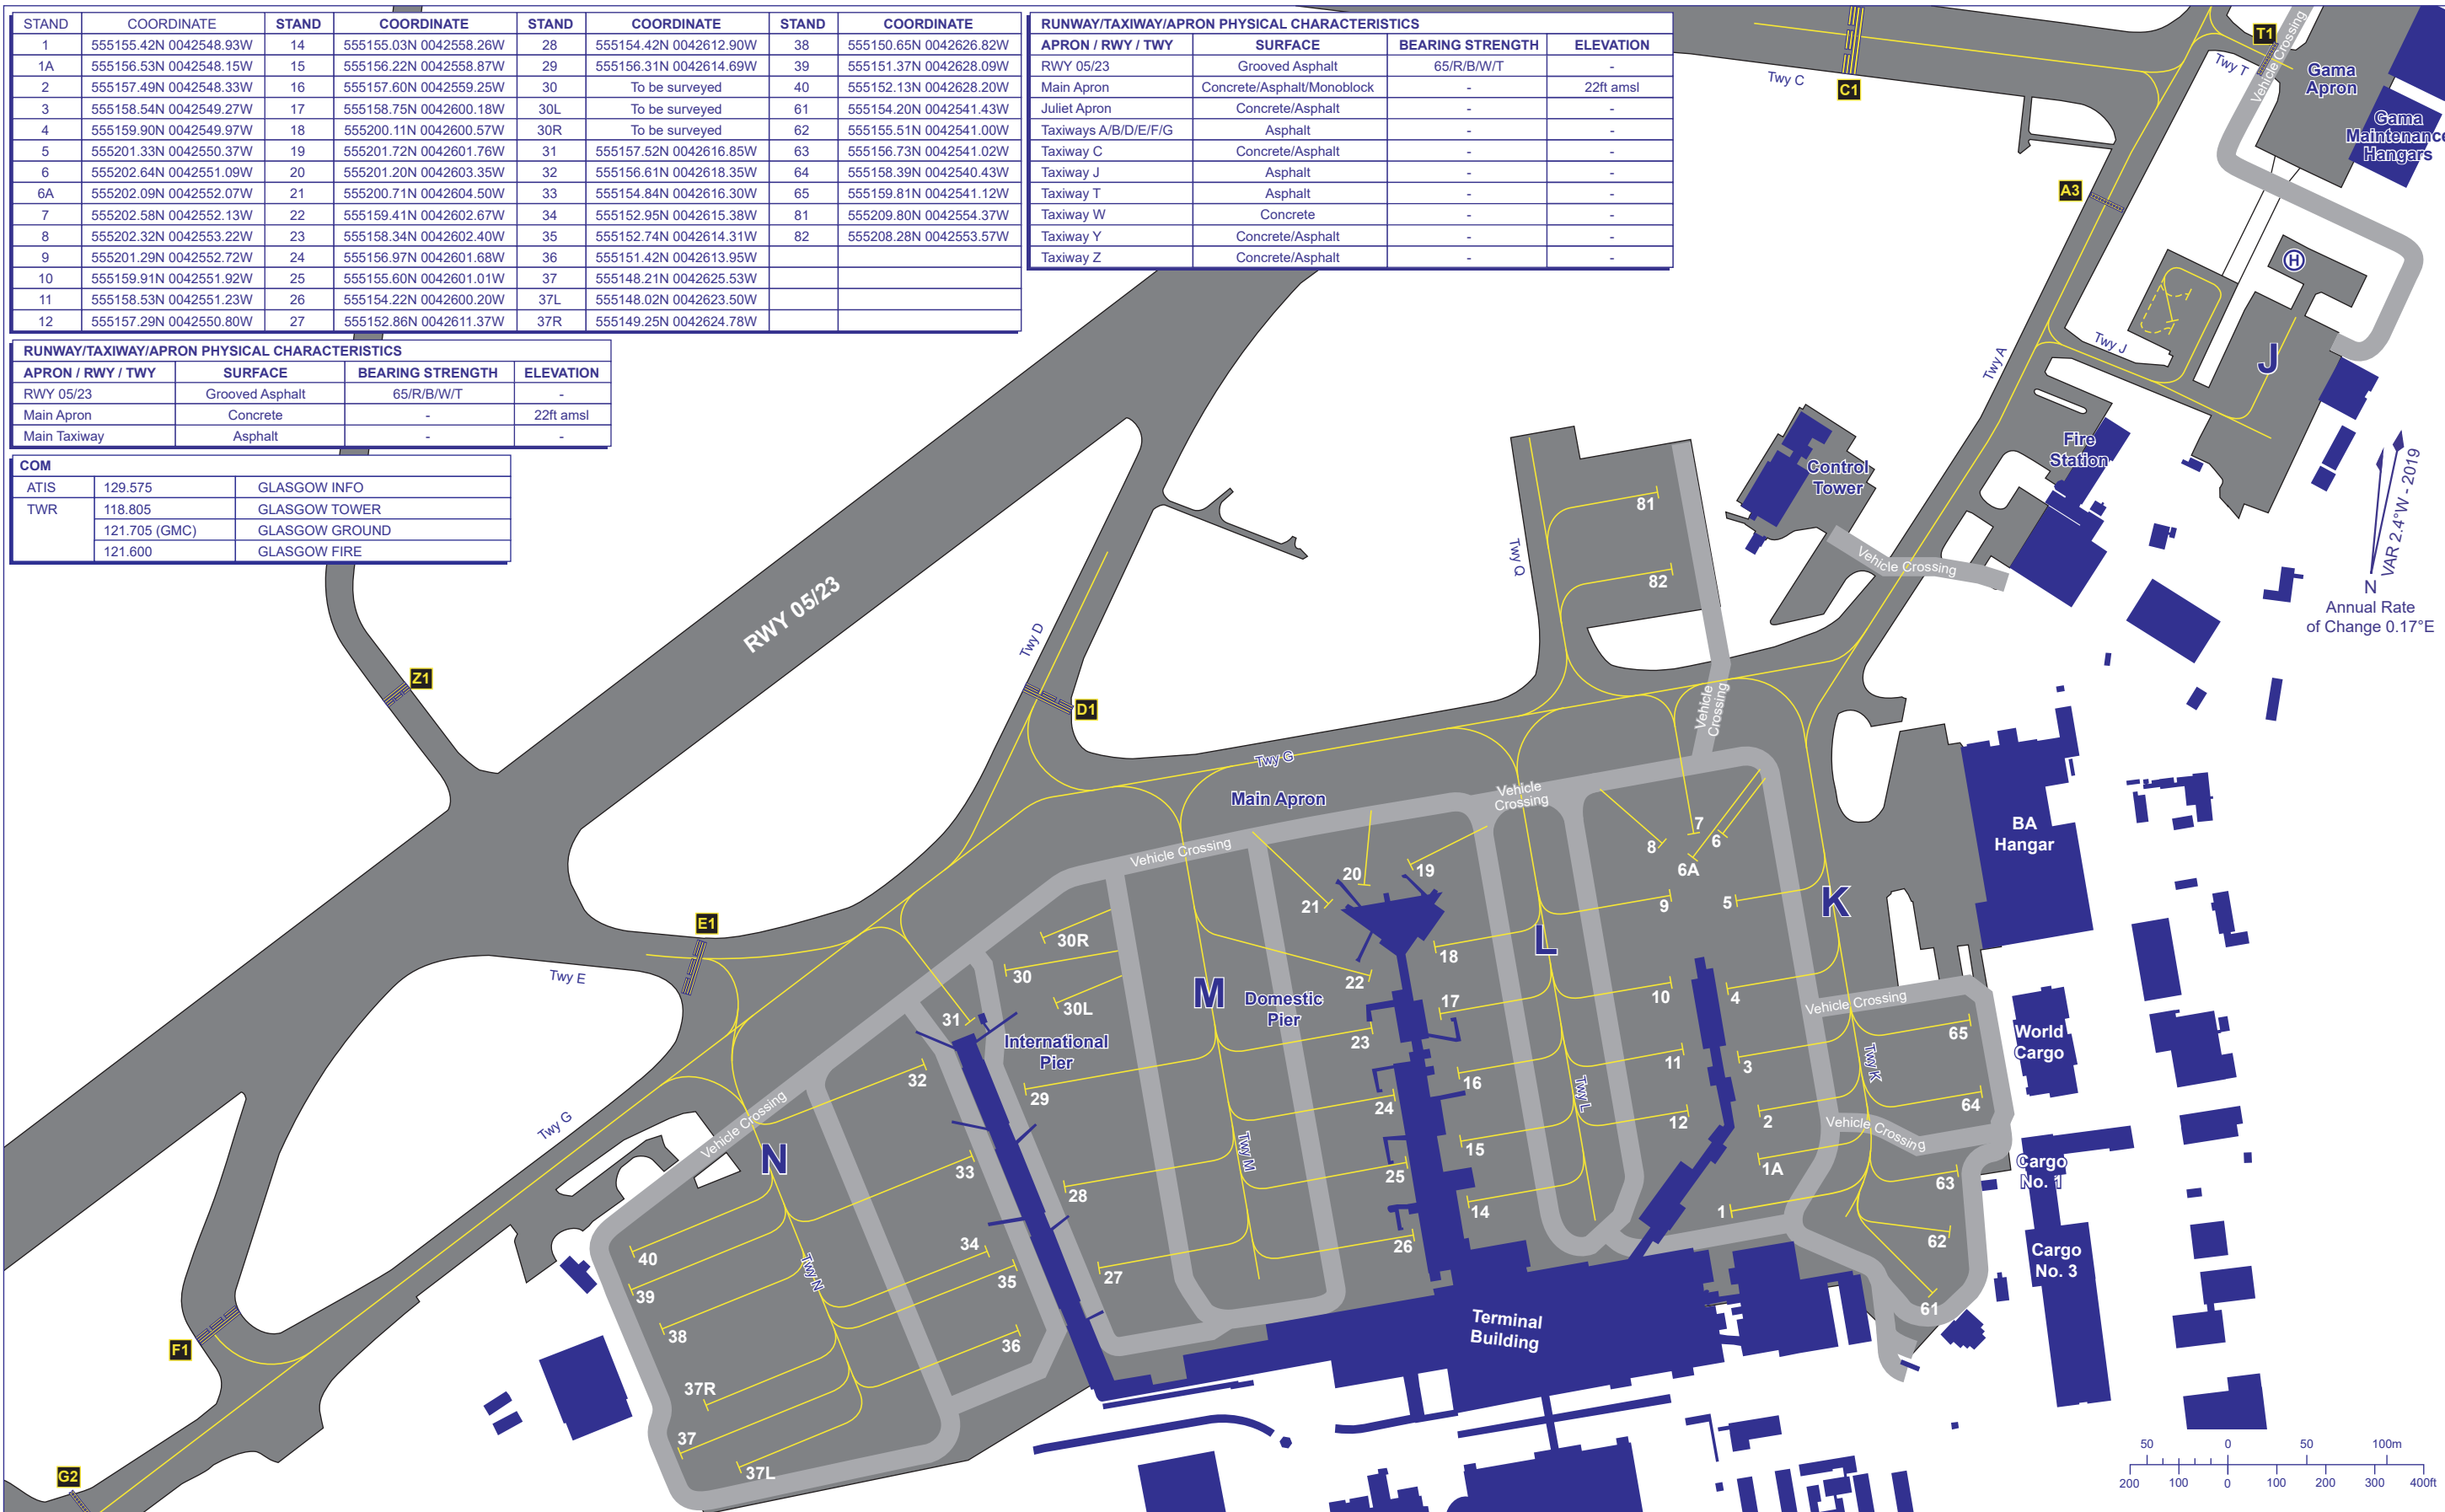 STAND COORDINATE STAND COORDINATE STAND COORDINATE STAND COORDINATE
1 555155.42N 0042548.93W 14 555155.03N 0042558.26W 28 555154.42N 0042612.90W 38 555150.65N 0042626.82W
1A 555156.53N 0042548.15W 15 555156.22N 0042558.87W 29 555156.31N 0042614.69W 39 555151.37N 0042628.09W
2 555157.49N 0042548.33W 16 555157.60N 0042559.25W 30 To be surveyed 40 555152.13N 0042628.20W
3 555158.54N 0042549.27W 17 555158.75N 0042600.18W 30L To be surveyed 61 555154.20N 0042541.43W
4 555159.90N 0042549.97W 18 555200.11N 0042600.57W 30R To be surveyed 62 555155.51N 0042541.00W
5 555201.33N 0042550.37W 19 555201.72N 0042601.76W 31 555157.52N 0042616.85W 63 555156.73N 0042541.02W
6 555202.64N 0042551.09W 20 555201.20N 0042603.35W 32 555156.61N 0042618.35W 64 555158.39N 0042540.43W
6A 555202.09N 0042552.07W 21 555200.71N 0042604.50W 33 555154.84N 0042616.30W 65 555159.81N 0042541.12W
7 555202.58N 0042552.13W 22 555159.41N 0042602.67W 34 555152.95N 0042615.38W 81 555209.80N 0042554.37W
8 555202.32N 0042553.22W 23 555158.34N 0042602.40W 35 555152.74N 0042614.31W 82 555208.28N 0042553.57W
9 555201.29N 0042552.72W 24 555156.97N 0042601.68W 36 555151.42N 0042613.95W
10 555159.91N 0042551.92W 25 555155.60N 0042601.01W 37 555148.21N 0042625.53W
11 555158.53N 0042551.23W 26 555154.22N 0042600.20W 37L 555148.02N 0042623.50W
12 555157.29N 0042550.80W 27 555152.86N 0042611.37W 37R 555149.25N 0042624.78W
RUNWAY/TAXIWAY/APRON PHYSICAL CHARACTERISTICS
APRON / RWY / TWY SURFACE BEARING STRENGTH ELEVATION
RWY 05/23 Grooved Asphalt 65/R/B/W/T -
Main Apron Concrete/Asphalt/Monoblock - 22ft amsl
Juliet Apron Concrete/Asphalt - -
Taxiways A/B/D/E/F/G Asphalt - -
Taxiway C Concrete/Asphalt - -
Taxiway J Asphalt - -
Taxiway T Asphalt - -
Taxiway W Concrete - -
Taxiway Y Concrete/Asphalt - -
Taxiway Z Concrete/Asphalt - -
RUNWAY/TAXIWAY/APRON PHYSICAL CHARACTERISTICS
APRON / RWY / TWY SURFACE BEARING STRENGTH ELEVATION
RWY 05/23 Grooved Asphalt 65/R/B/W/T -
Main Apron Concrete - 22ft amsl
Main Taxiway Asphalt - -
COM
ATIS 129.575 GLASGOW INFO
TWR 118.805 GLASGOW TOWER
121.705 (GMC) GLASGOW GROUND
121.600 GLASGOW FIRE
T1
Vehicle Crossing
Twy T
Gama
Apron
Twy C
C1
Gama
Maintenance
Hangars
A3
H
Twy J
J
Twy A
Fire
Station
Control
Tower
Vehicle Crossing
VAR 2.4°W - 2019
N
Annual Rate
of Change 0.17°E
81
82
Twy Q
RWY 05/23
Twy D
Z1
D1
Vehicle
Crossing
Twy G
Main Apron
Vehicle
Crossing
Vehicle Crossing
7
8
6
6A
BA
Hangar
20
19
21
9
5
K
E1
30R
18
L
30
22
Twy E
M
Domestic
Pier
17
10
4
Vehicle Crossing
30L
31
International
Pier
23
65
World
Cargo
32
29
16
11
3
Twy K
24
64
Vehicle Crossing
Twy G
Twy L
12
2
Vehicle Crossing
N
Twy M
15
33
25
1A
63
Cargo
No. 1
28
14
1
40
34
26
62
Cargo
No. 3
Twy N
35
27
39
61
38
36
Terminal
Building
F1
37R
37
37L
G2
50 0 50 100m
200 100 0 100 200 300 400ft